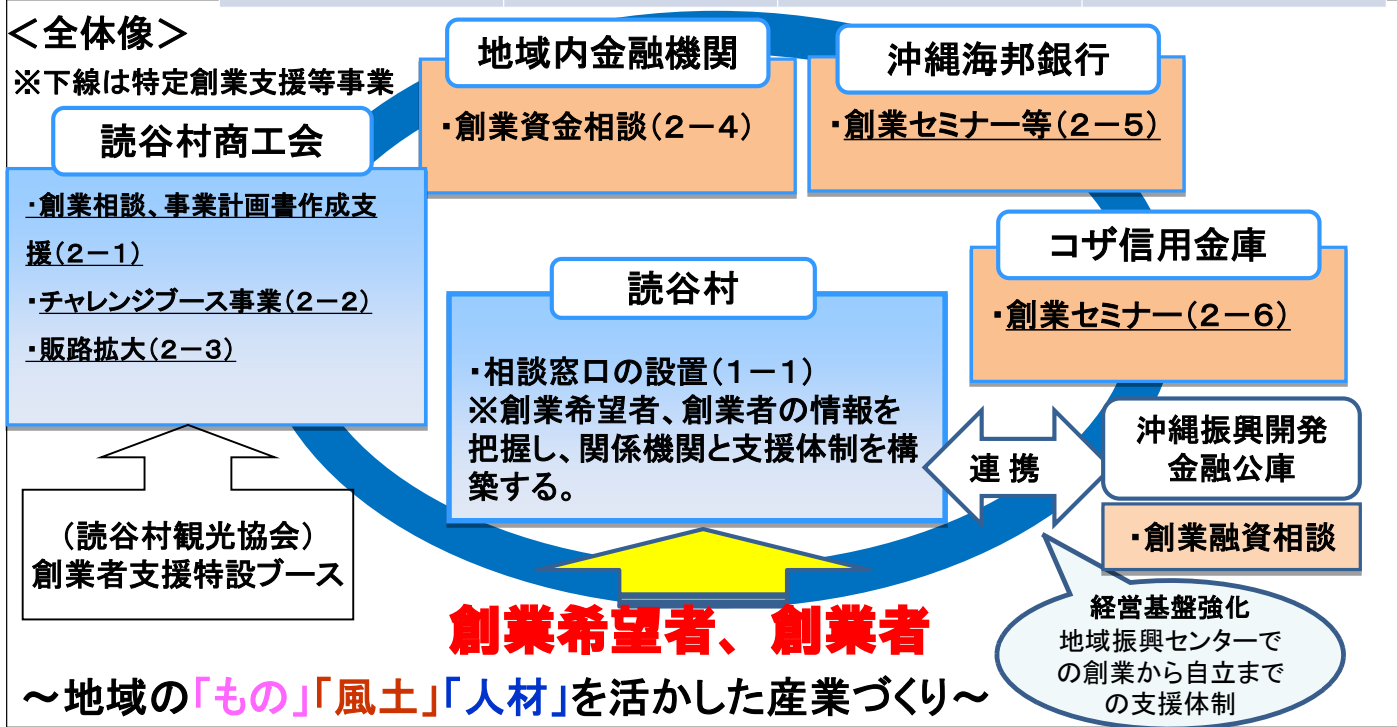 ＜全体像＞
※下線は特定創業支援等事業
読谷村商工会
・創業相談、事業計画書作成支
援(２－１)
・チャレンジブース事業(２－２)
・販路拡大(２－３)
地域内金融機関
・創業資金相談(２－４)
沖縄海邦銀行
・創業セミナー等(２－５)
コザ信用金庫
・創業セミナー(２－６)
読谷村
・相談窓口の設置(１－１)
※創業希望者、創業者の情報を
把握し、関係機関と支援体制を構
築する。
連 携
沖縄振興開発
金融公庫
・創業融資相談
（読谷村観光協会）
創業者支援特設ブース
創業希望者、創業者
経営基盤強化
地域振興センターで
の創業から自立まで
の支援体制
～地域の「もの」「風土」「人材」を活かした産業づくり～